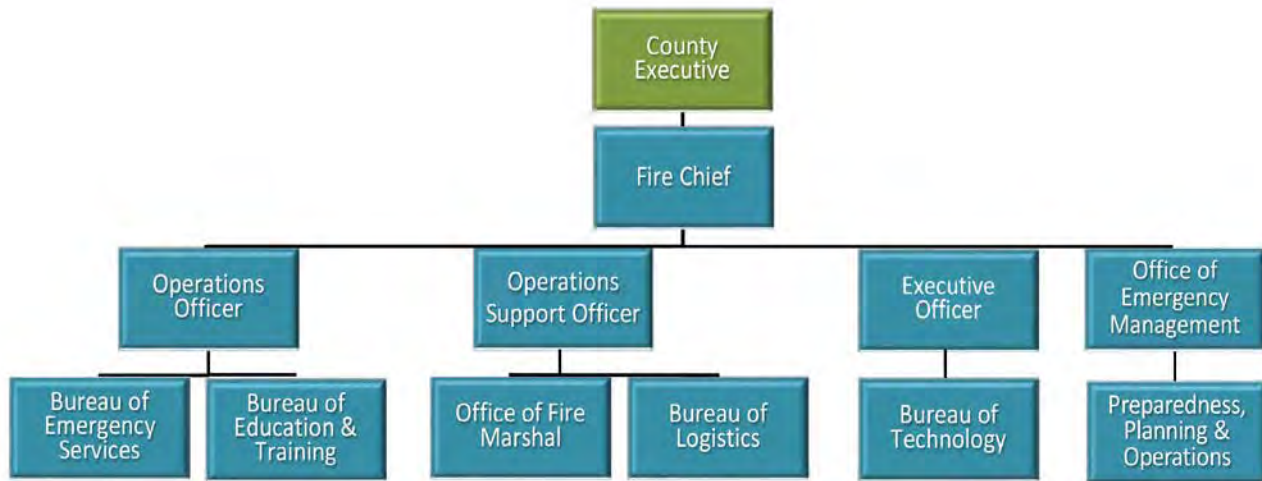 County
Executive
Fire Chief
Operations
Officer
Operations
Support Officer
Executive
Officer
Office of
Emergency
Management
Bureau of
Emergency
Services
Bureau of
Education &
Training
Office of Fire
Marshal
Bureau of
Logistics
Bureau of
Technology
Preparedness,
Planning &
Operations